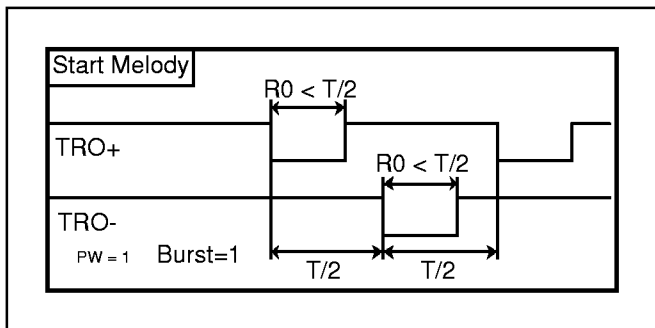 Start Melody
R0 < T/2
TRO+
R0 < T/2
TRO-
PW = 1 Burst=1
T/2 T/2